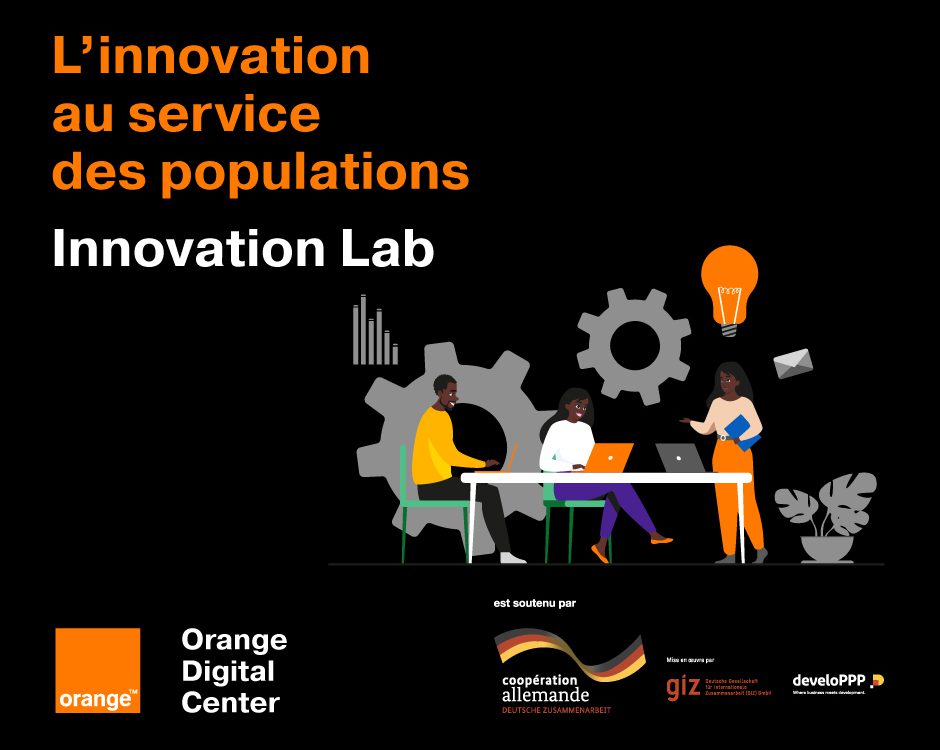 L’innovation
au service
des populations
Innovation Lab
est soutenu par
orange™
Orange
Digital
Center
coopération
allemande
DEUTSCHE ZUSAMMENARBEIT
Mise en œuvre par
giz
Deutsche Gesellschaft
für Internationale
Zusammenarbeit (GIZ) GmbH
develoPPP
Where business meets development.